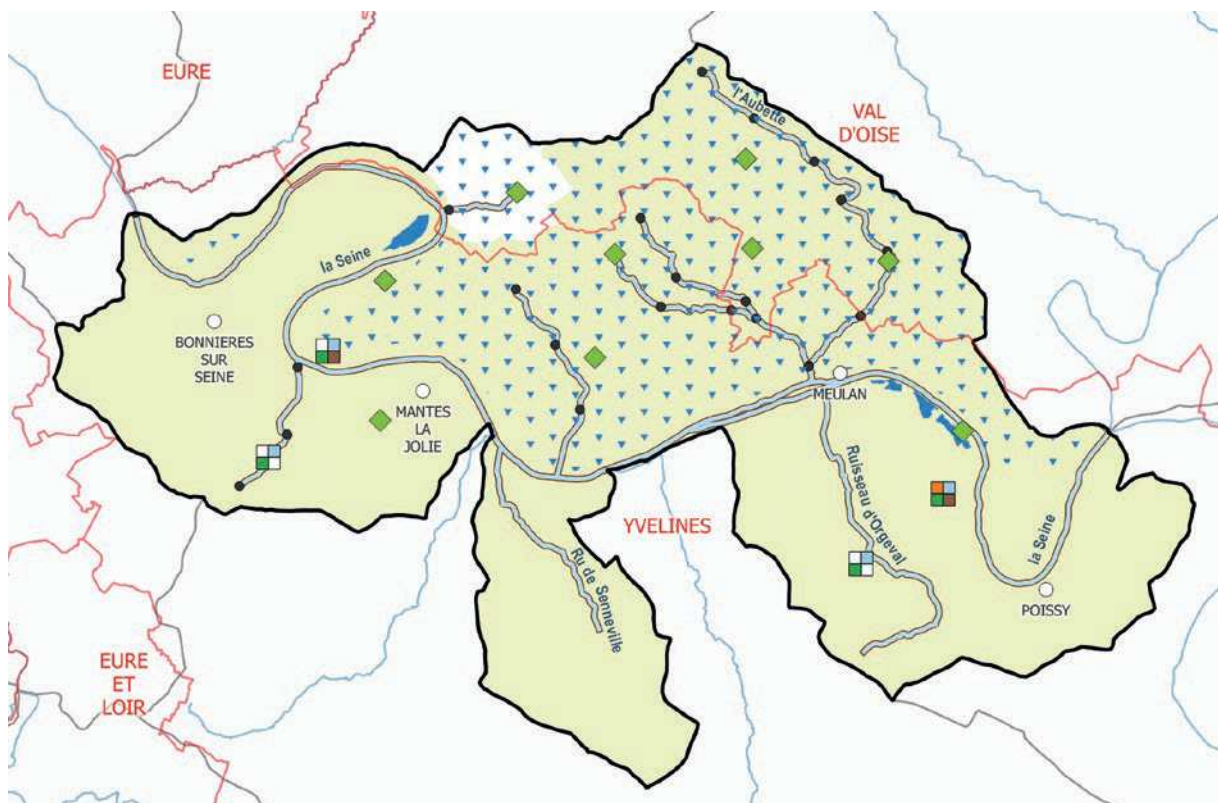 EURE
VAL
D'OISE
l'Aubette
la Seine
BONNIERES
SUR
SEINE
MANTES
LA
JOLIE
MEULAN
YVELINES
Ruisseau d'Orgeval
la Seine
Ru de Senneville
POISSY
EURE
ET
LOIR